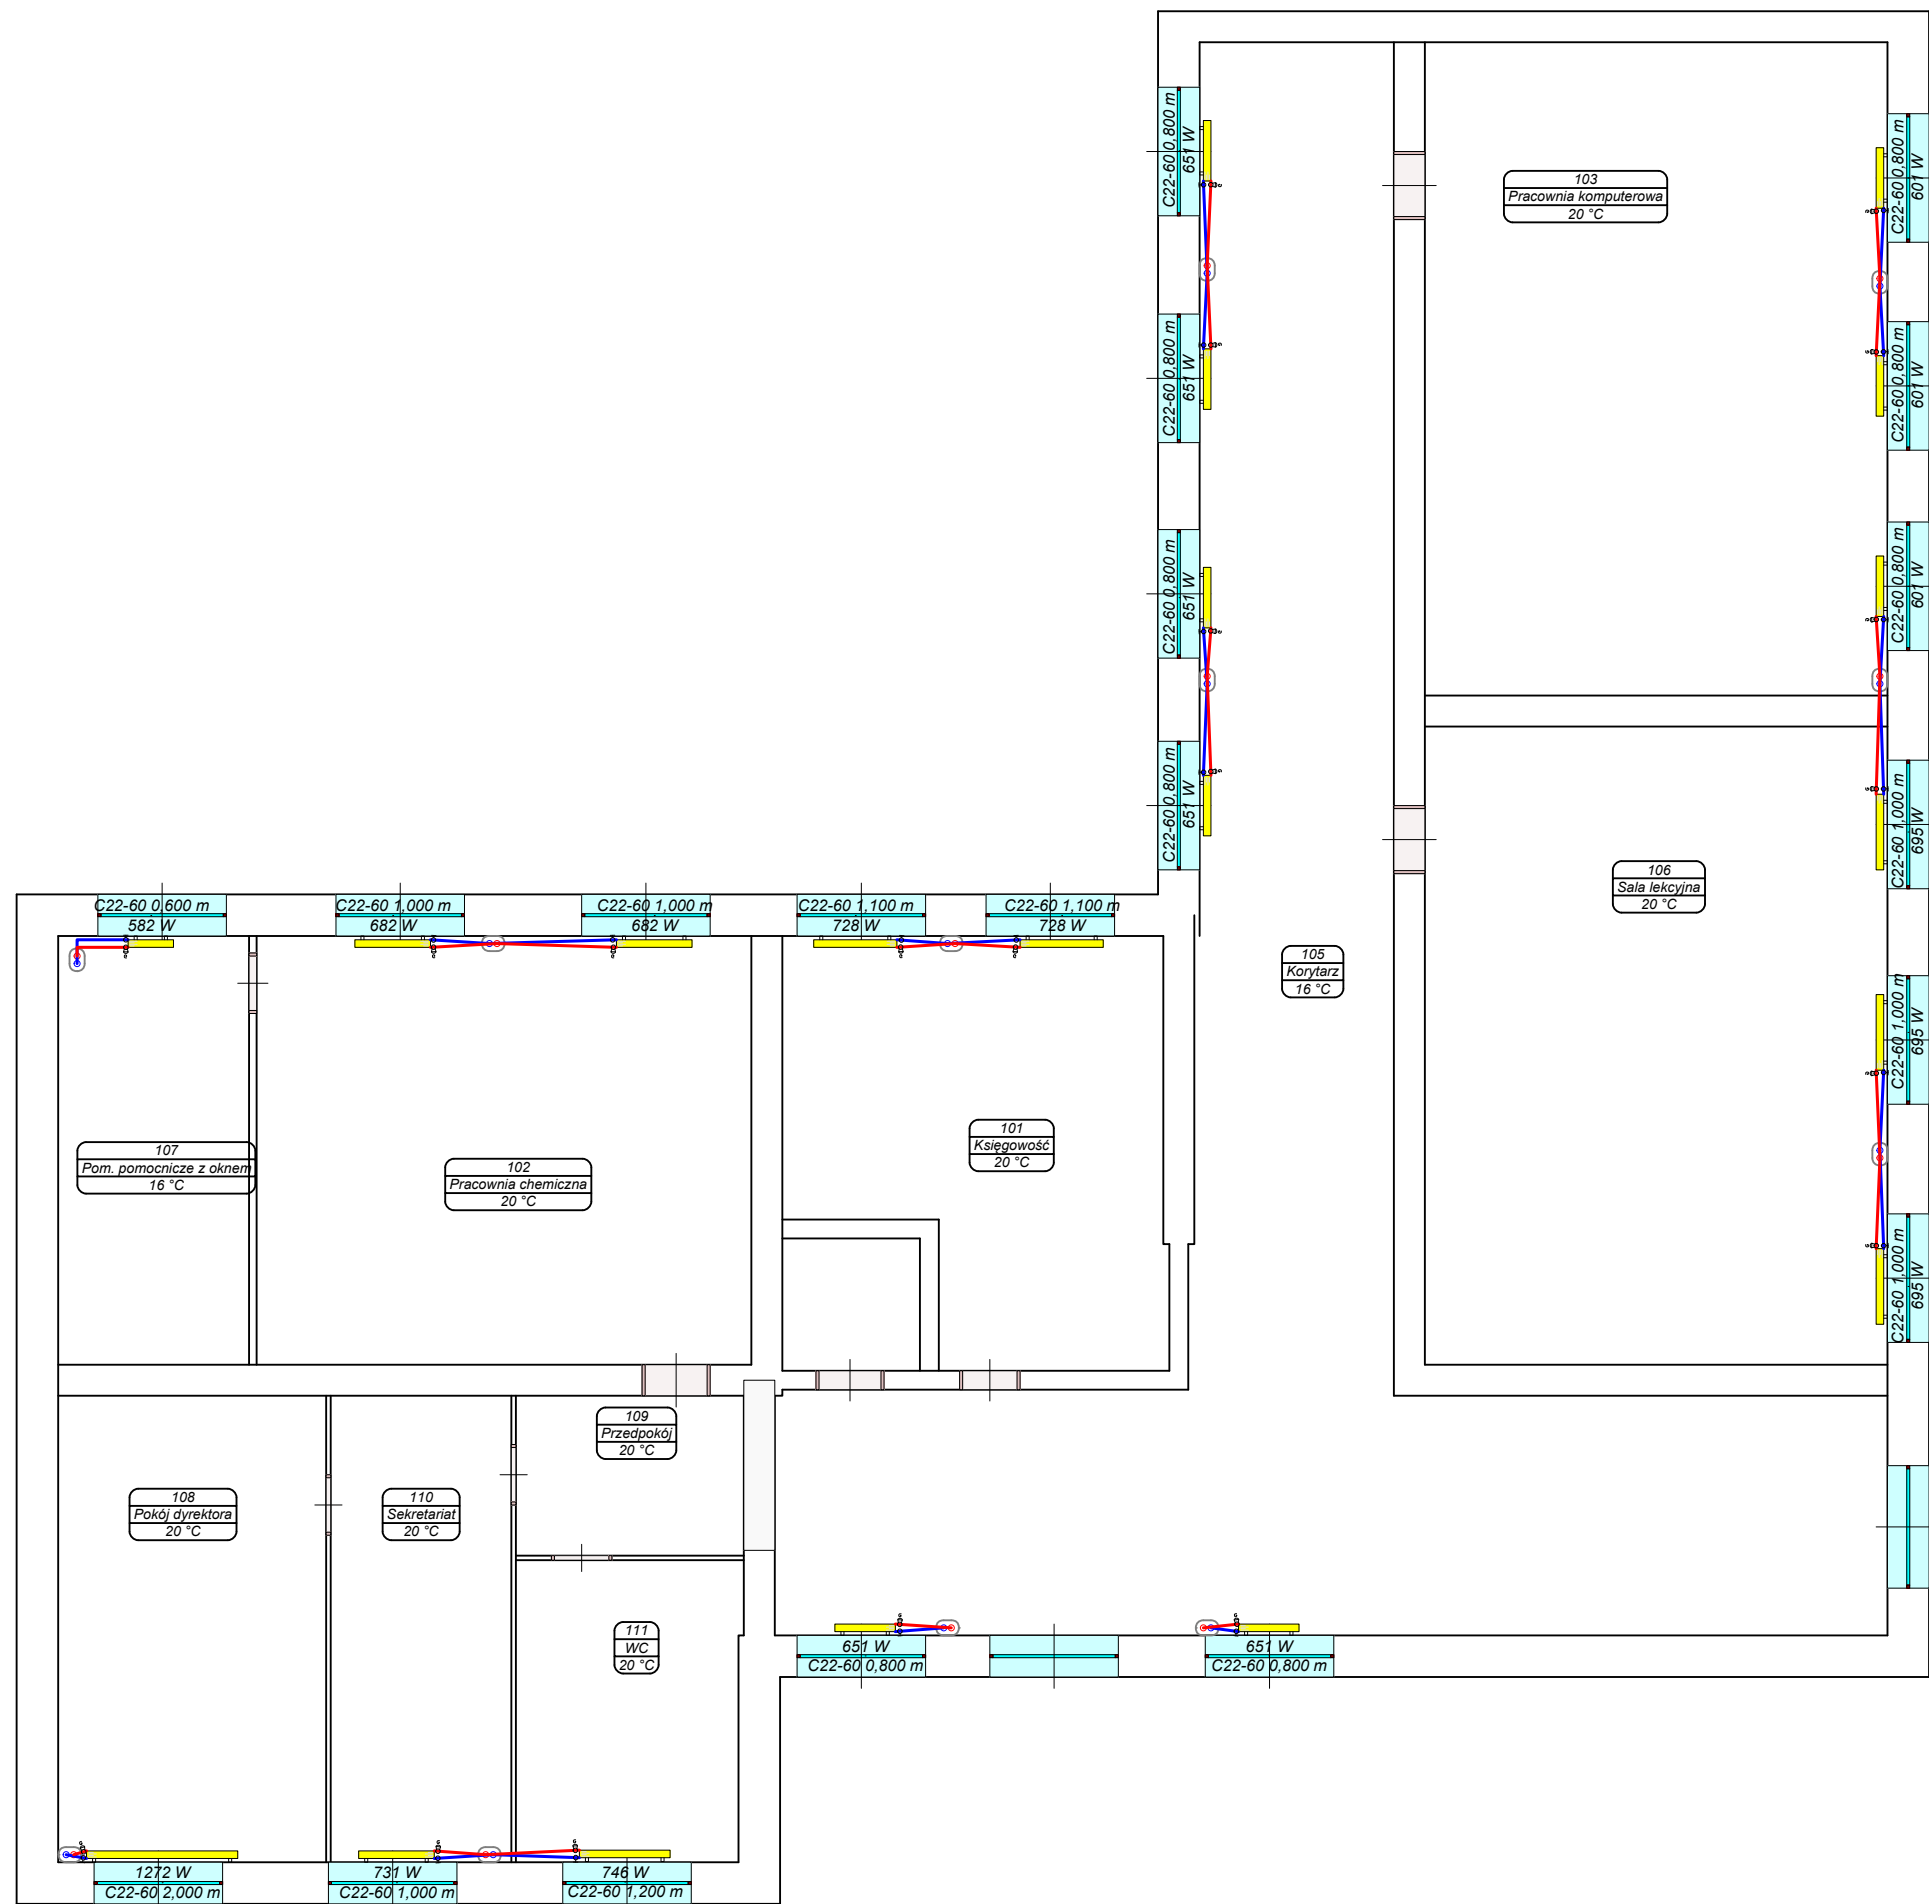 C22-60 0,800 m
651 W
C22-60 0,800 m
601 W
103
Pracownia komputerowa
20 °C
C22-60 0,800 m
651 W
C22-60 0,800 m
601 W
C22-60 0,800 m
651 W
C22-60 0,800 m
601 W
C22-60 0,800 m
651 W
C22-60 1,000 m
695 W
106
Sala lekcyjna
20 °C
C22-60 0,600 m
582 W
C22-60 1,000 m
682 W
C22-60 1,000 m
682 W
C22-60 1,100 m
728 W
C22-60 1,100 m
728 W
105
Korytarz
16 °C
C22-60 1,000 m
695 W
107
Pom. pomocnicze z oknem
16 °C
102
Pracownia chemiczna
20 °C
101
Księgowość
20 °C
C22-60 1,000 m
695 W
109
Przedpokój
20 °C
108
Pokój dyrektora
20 °C
110
Sekretariat
20 °C
111
WC
20 °C
651 W
C22-60 0,800 m
651 W
C22-60 0,800 m
1272 W
C22-60 2,000 m
731 W
C22-60 1,000 m
746 W
C22-60 1,200 m